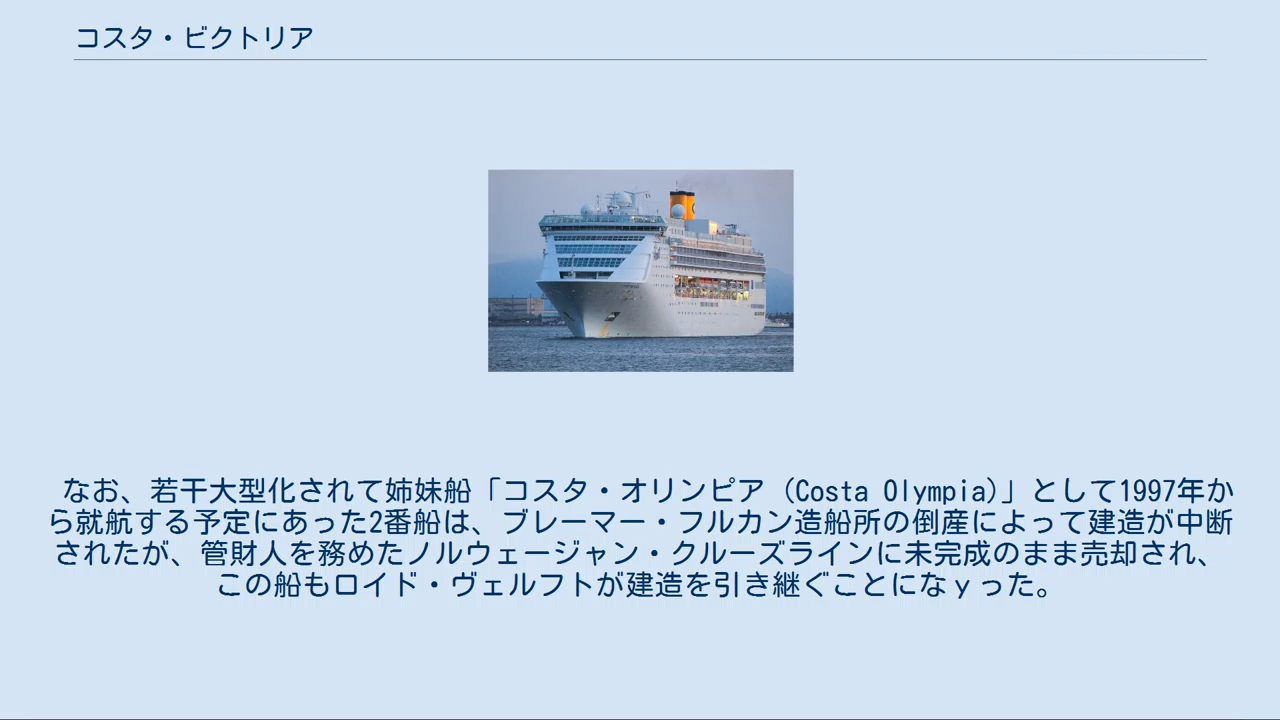 コスタ・ビクトリア
なお、若干大型化されて姉妹船「コスタ・オリンピア (Costa Olympia)」として1997年か
ら就航する予定にあった2番船は、ブレーマー・フルカン造船所の倒産によって建造が中断
されたが、管財人を務めたノルウェージャン・クルーズラインに未完成のまま売却され、
この船もロイド・ヴェルフトが建造を引き継ぐことになｙった。